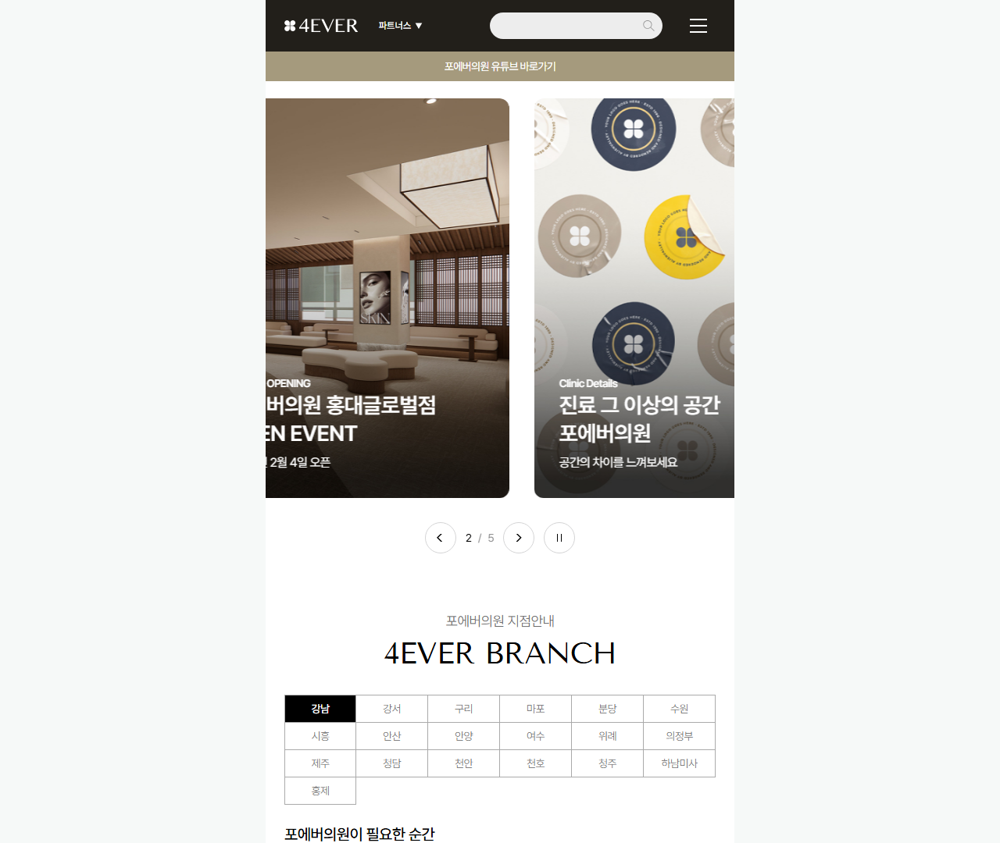 4EVER
파트너스 ▼
포에버의원 유튜브 바로가기
SKIN
OPENING
버의원 홍대글로벌점
EN EVENT
2월 4일 오픈
Clinic Details
진료 그 이상의 공간
포에버의원
공간의 차이를 느껴보세요
2 / 5
포에버의원 지점안내
4EVER BRANCH
강남 강서 구리 마포 분당 수원
시흥 안산 안양 여수 위례 의정부
제주 청담 천안 천호 청주 하남미사
홍제
포에버의원이 필요한 순간